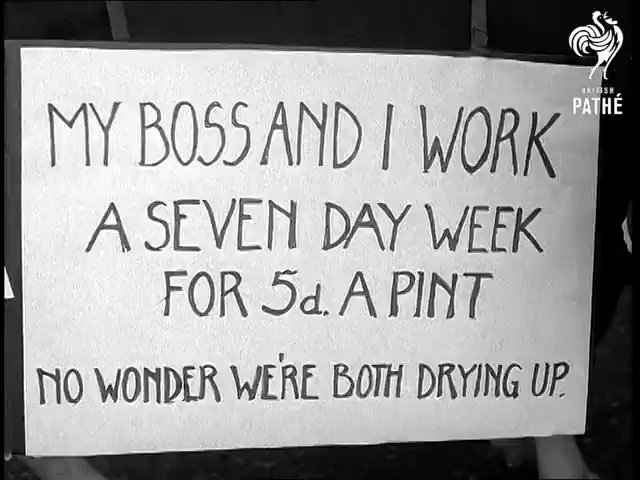 BRITISH
PATHÉ
MY BOSS AND I WORK
A SEVEN DAY WEEK
FOR 5d. A PINT
NO WONDER WE'RE BOTH DRYING UP.